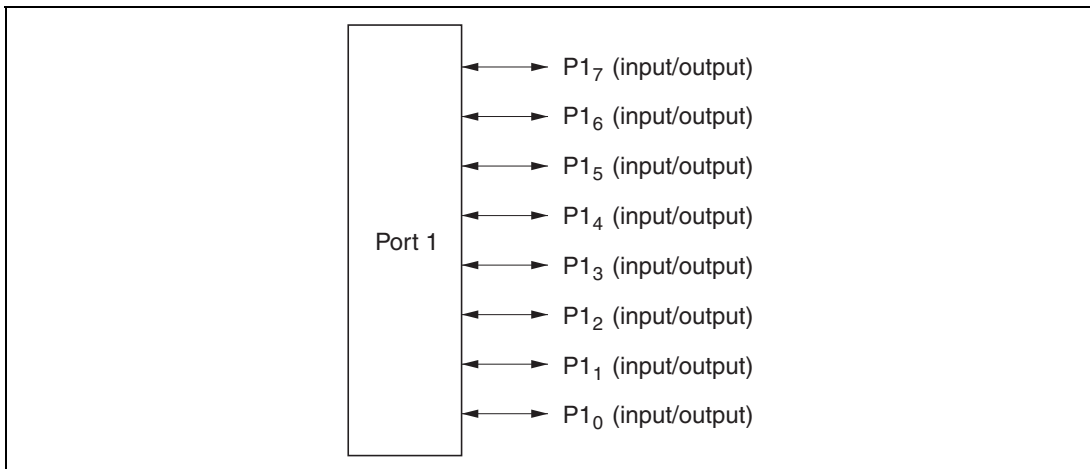 P1₇ (input/output)
P1₆ (input/output)
P1₅ (input/output)
P1₄ (input/output)
Port 1
P1₃ (input/output)
P1₂ (input/output)
P1₁ (input/output)
P1₀ (input/output)